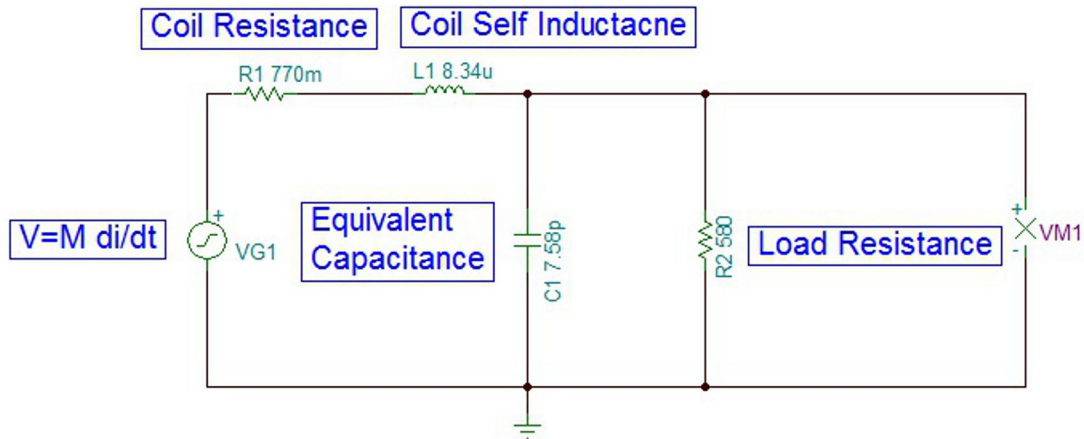 Coil Resistance
Coil Self Inductacne
R1 770m
L1 8.34u
V=M di/dt
+
VG1
Equivalent
Capacitance
C1 7.58p
R2 580
Load Resistance
+
-
VM1